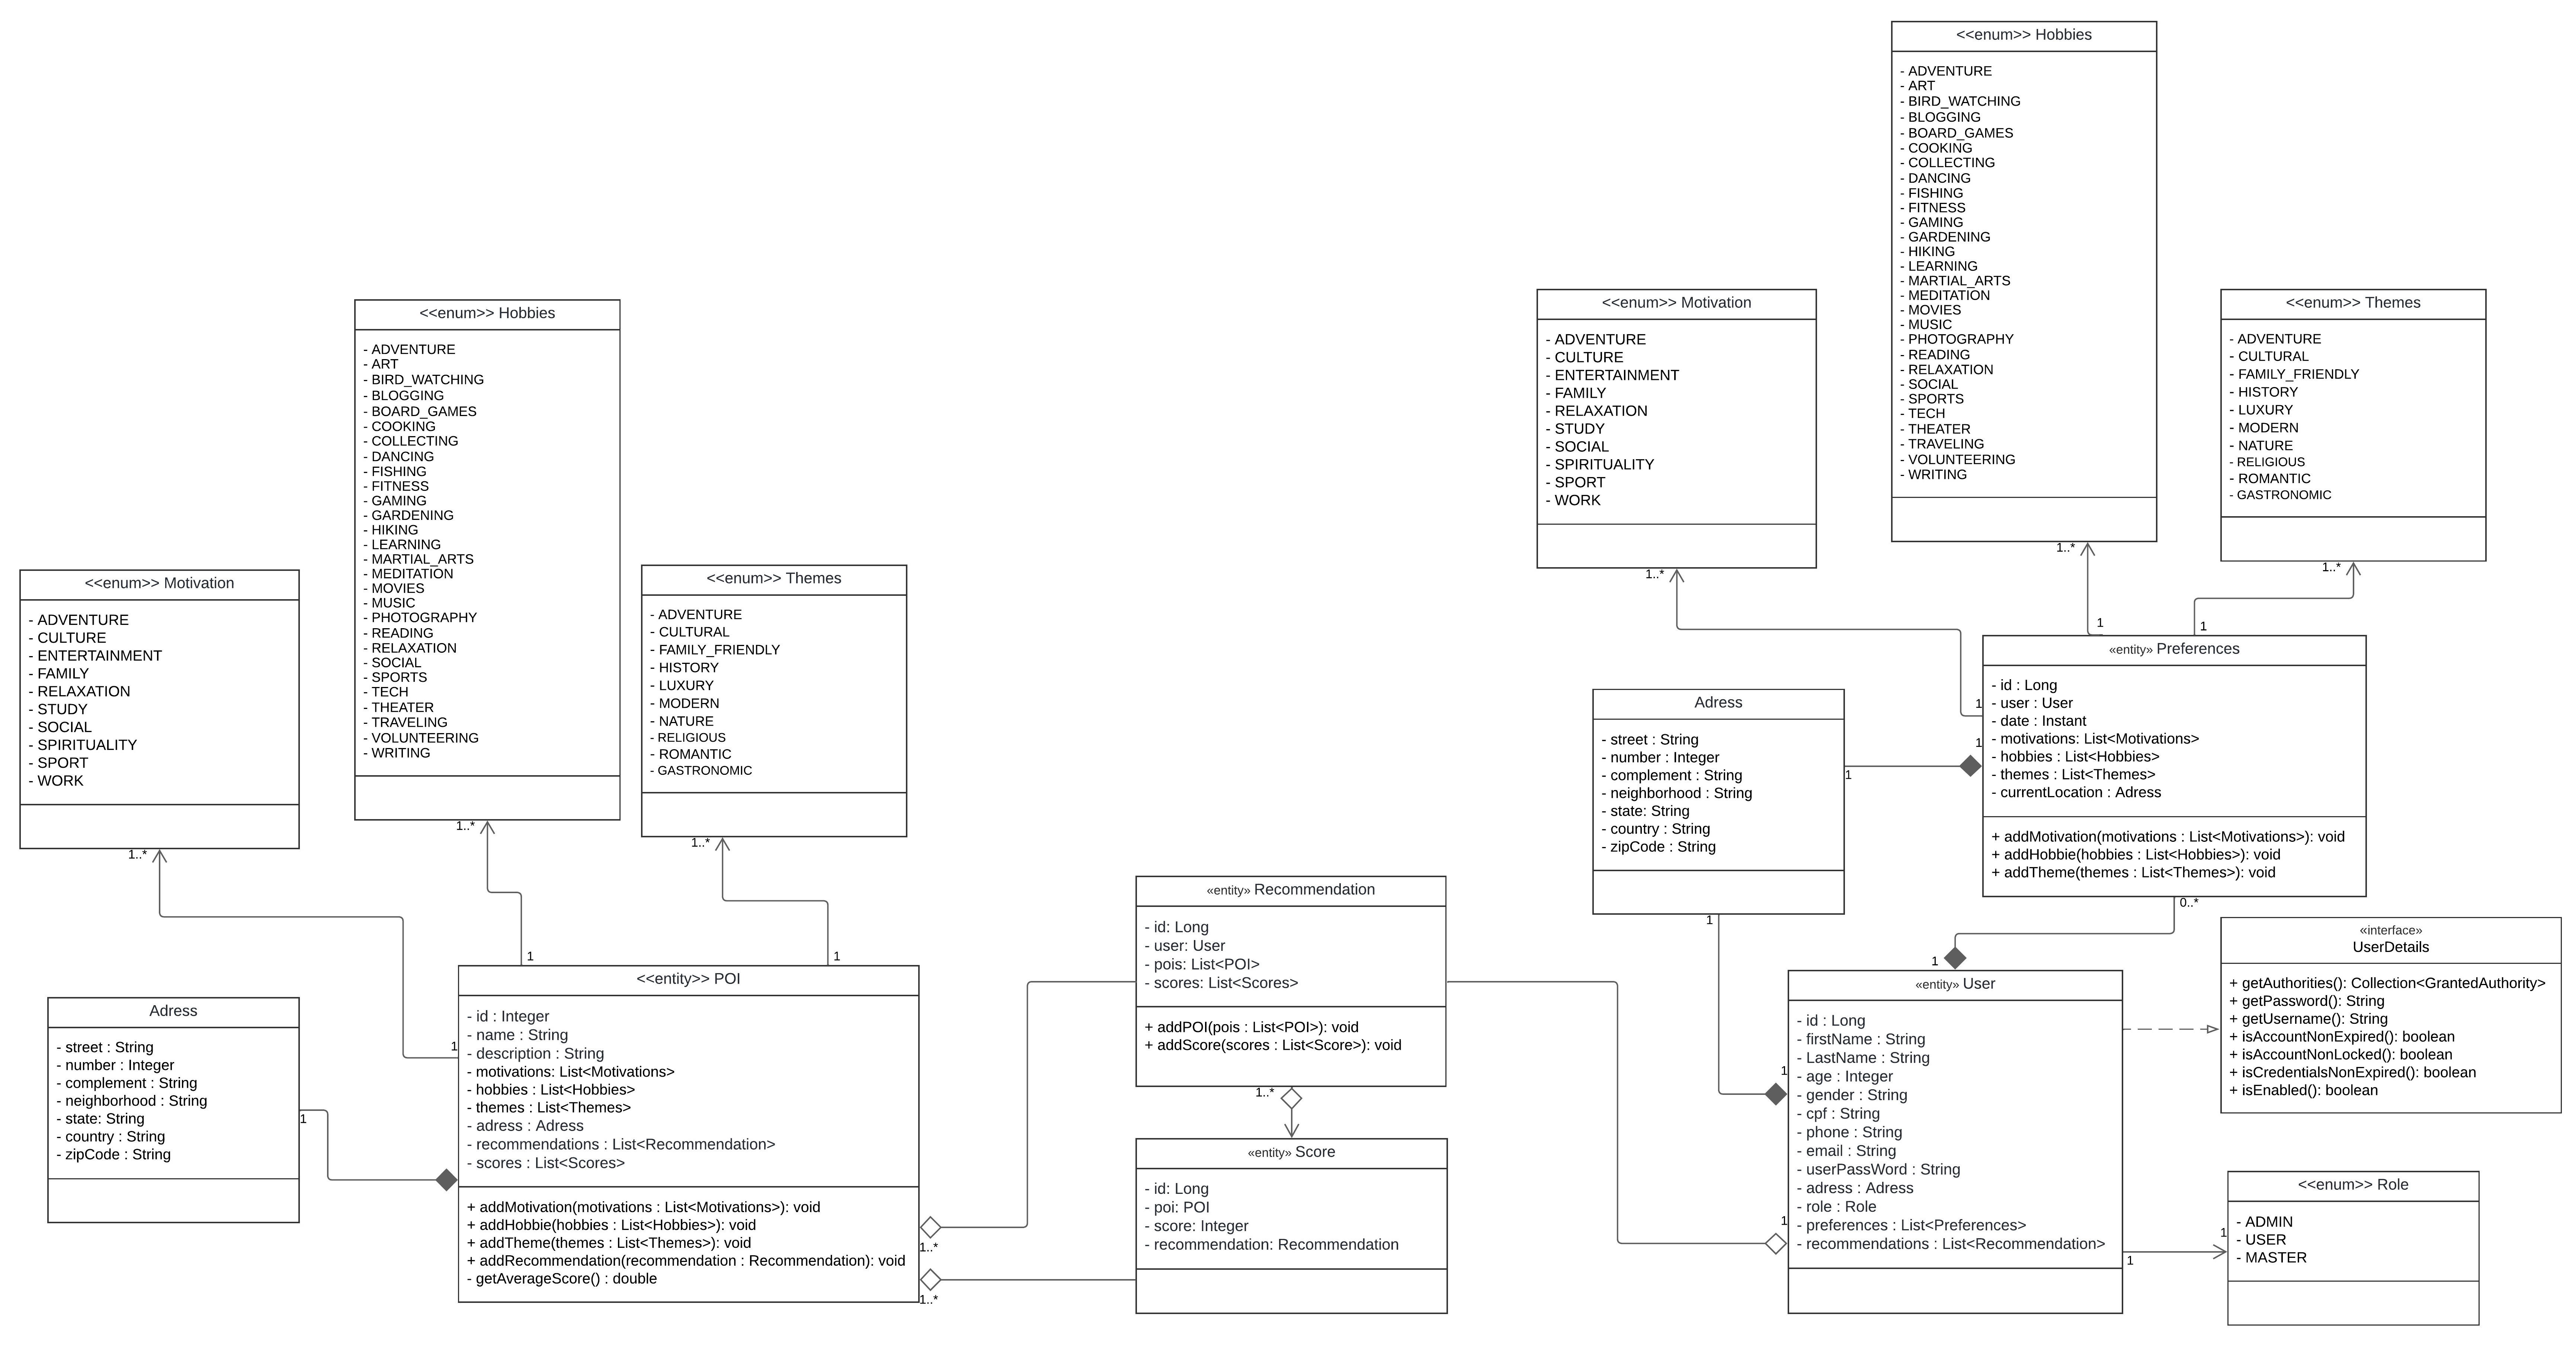 <<enum>> Hobbies
- ADVENTURE
- ART
- BIRD_WATCHING
- BLOGGING
- BOARD_GAMES
- COOKING
- COLLECTING
- DANCING
- FISHING
- FITNESS
- GAMING
- GARDENING
- HIKING
- LEARNING
- MARTIAL_ARTS
- MEDITATION
- MOVIES
- MUSIC
- PHOTOGRAPHY
- READING
- RELAXATION
- SOCIAL
- SPORTS
- TECH
- THEATER
- TRAVELING
- VOLUNTEERING
- WRITING
1..*
1
<<enum>> Motivation
- ADVENTURE
- CULTURE
- ENTERTAINMENT
- FAMILY
- RELAXATION
- STUDY
- SOCIAL
- SPIRITUALITY
- SPORT
- WORK
1..*
1
<<enum>> Themes
- ADVENTURE
- CULTURAL
- FAMILY_FRIENDLY
- HISTORY
- LUXURY
- MODERN
- NATURE
- RELIGIOUS
- ROMANTIC
- GASTRONOMIC
1..*
1
<<enum>> Hobbies
- ADVENTURE
- ART
- BIRD_WATCHING
- BLOGGING
- BOARD_GAMES
- COOKING
- COLLECTING
- DANCING
- FISHING
- FITNESS
- GAMING
- GARDENING
- HIKING
- LEARNING
- MARTIAL_ARTS
- MEDITATION
- MOVIES
- MUSIC
- PHOTOGRAPHY
- READING
- RELAXATION
- SOCIAL
- SPORTS
- TECH
- THEATER
- TRAVELING
- VOLUNTEERING
- WRITING
1..*
1
<<enum>> Motivation
- ADVENTURE
- CULTURE
- ENTERTAINMENT
- FAMILY
- RELAXATION
- STUDY
- SOCIAL
- SPIRITUALITY
- SPORT
- WORK
1..*
1
<<enum>> Themes
- ADVENTURE
- CULTURAL
- FAMILY_FRIENDLY
- HISTORY
- LUXURY
- MODERN
- NATURE
- RELIGIOUS
- ROMANTIC
- GASTRONOMIC
1..*
1
«entity» Preferences
- id : Long
- user : User
- date : Instant
- motivations: List<Motivations>
- hobbies : List<Hobbies>
- themes : List<Themes>
- currentLocation : Adress
+ addMotivation(motivations : List<Motivations>): void
+ addHobbie(hobbies : List<Hobbies>): void
+ addTheme(themes : List<Themes>): void
0..*
1
Adress
- street : String
- number : Integer
- complement : String
- neighborhood : String
- state: String
- country : String
- zipCode : String
1
1
1
1
Adress
- street : String
- number : Integer
- complement : String
- neighborhood : String
- state: String
- country : String
- zipCode : String
1
<<entity>> POI
- id : Integer
- name : String
- description : String
- motivations: List<Motivations>
- hobbies : List<Hobbies>
- themes : List<Themes>
- adress : Adress
- recommendations : List<Recommendation>
- scores : List<Scores>
+ addMotivation(motivations : List<Motivations>): void
+ addHobbie(hobbies : List<Hobbies>): void
+ addTheme(themes : List<Themes>): void
+ addRecommendation(recommendation : Recommendation): void
- getAverageScore() : double
1..*
1..*
«entity» Recommendation
- id: Long
- user: User
- pois: List<POI>
- scores: List<Scores>
+ addPOI(pois : List<POI>): void
+ addScore(scores : List<Score>): void
1..*
«entity» Score
- id: Long
- poi: POI
- score: Integer
- recommendation: Recommendation
«entity» User
- id : Long
- firstName : String
- LastName : String
- age : Integer
- gender : String
- cpf : String
- phone : String
- email : String
- userPassWord : String
- adress : Adress
- role : Role
- preferences : List<Preferences>
- recommendations : List<Recommendation>
1
1
1
«interface»
UserDetails
+ getAuthorities(): Collection<GrantedAuthority>
+ getPassword(): String
+ getUsername(): String
+ isAccountNonExpired(): boolean
+ isAccountNonLocked(): boolean
+ isCredentialsNonExpired(): boolean
+ isEnabled(): boolean
<<enum>> Role
- ADMIN
- USER
- MASTER